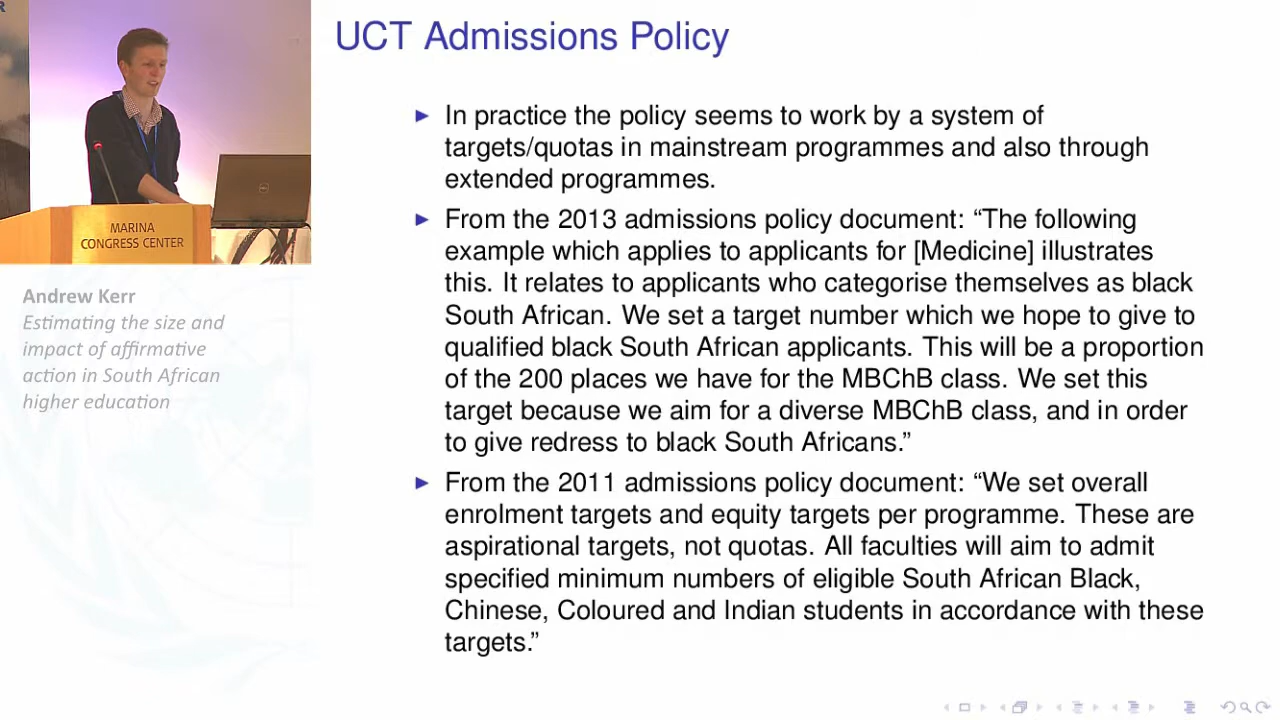 R
UCT Admissions Policy
In practice the policy seems to work by a system of
targets/quotas in mainstream programmes and also through
extended programmes.
From the 2013 admissions policy document: “The following
example which applies to applicants for [Medicine] illustrates
this. It relates to applicants who categorise themselves as black
South African. We set a target number which we hope to give to
qualified black South African applicants. This will be a proportion
of the 200 places we have for the MBChB class. We set this
target because we aim for a diverse MBChB class, and in order
to give redress to black South Africans.”
From the 2011 admissions policy document: “We set overall
enrolment targets and equity targets per programme. These are
aspirational targets, not quotas. All faculties will aim to admit
specified minimum numbers of eligible South African Black,
Chinese, Coloured and Indian students in accordance with these
targets.”
MARINA
CONGRESS CENTER
Andrew Kerr
Estimating the size and
impact of affirmative
action in South African
higher education